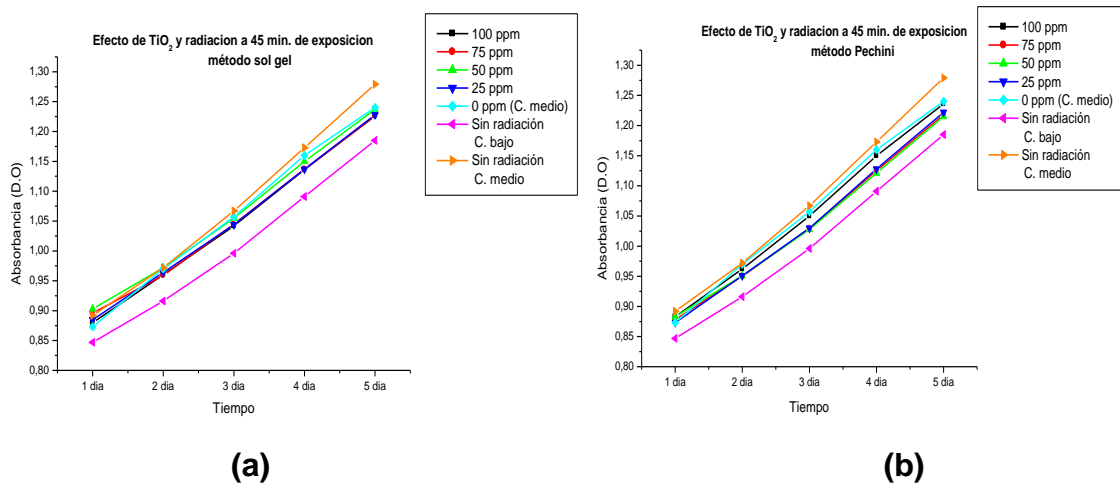 Efecto de TiO2 y radiacion a 45 min. de exposicion
método sol gel
1,30
1,25
1,20
1,15
1,10
1,05
1,00
0,95
0,90
0,85
0,80
Absorbancia (D.O)
1 dia 2 dia 3 dia 4 dia 5 dia
Tiempo
100 ppm
75 ppm
50 ppm
25 ppm
0 ppm (C. medio)
Sin radiación
C. bajo
Sin radiación
C. medio
(a)
Efecto de TiO2 y radiacion a 45 min. de exposicion
método Pechini
1,30
1,25
1,20
1,15
1,10
1,05
1,00
0,95
0,90
0,85
0,80
Absorbancia (D.O)
1 dia 2 dia 3 dia 4 dia 5 dia
Tiempo
100 ppm
75 ppm
50 ppm
25 ppm
0 ppm (C. medio)
Sin radiación
C. bajo
Sin radiación
C. medio
(b)